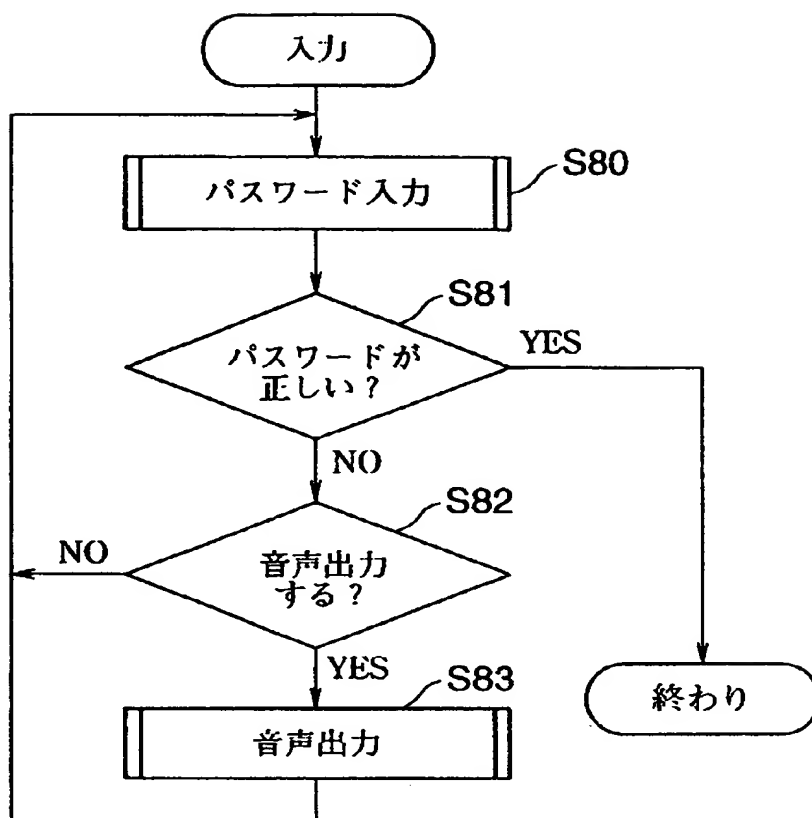 入力
パスワード入力
S80
S81
パスワードが
正しい?
YES
NO
S82
音声出力
する?
NO
YES
S83
音声出力
終わり